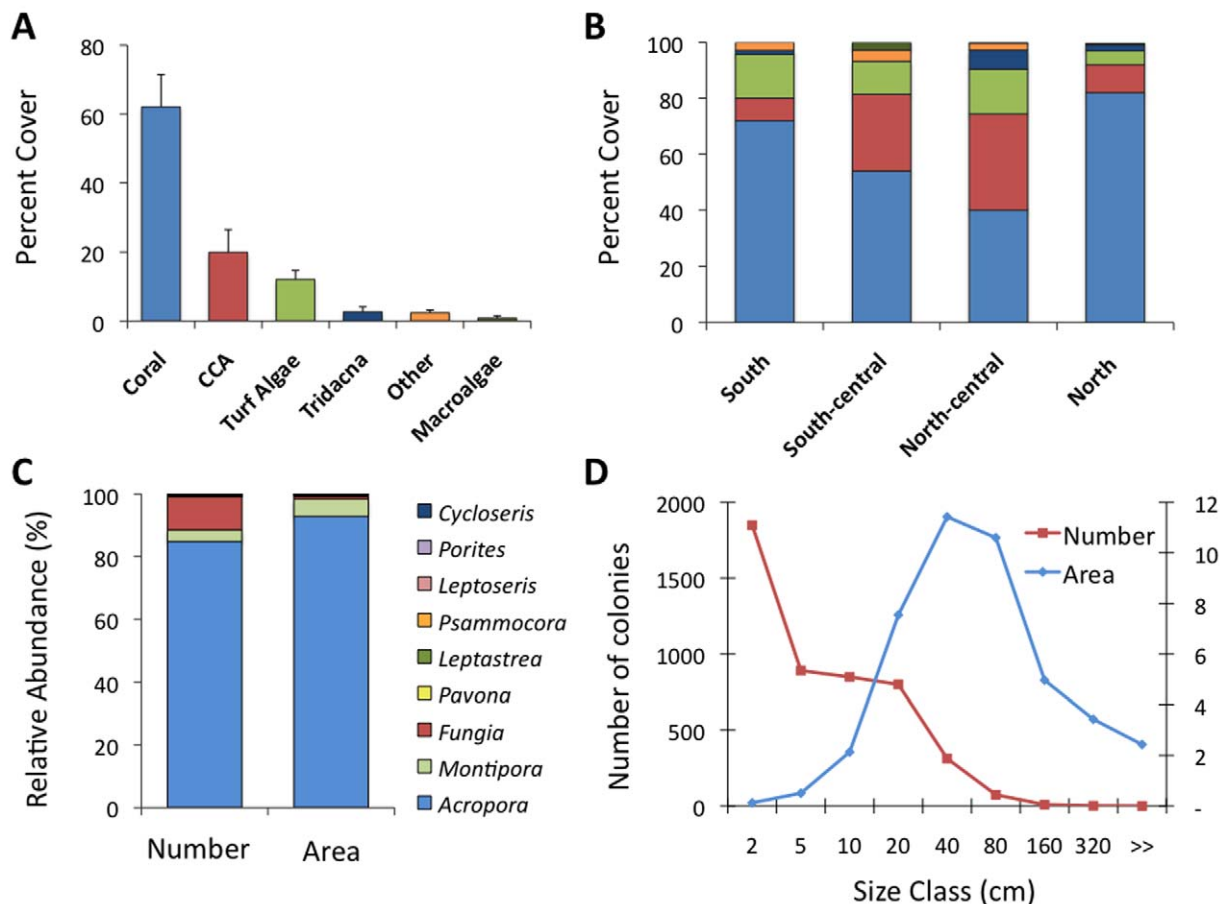 A
80
60
40
20
0
Percent Cover
Coral
CCA
Turf Algae
Tridacna
Other
Macroalgae
B
100
80
60
40
20
0
Percent Cover
South
South-central
North-central
North
C
100
80
60
40
20
0
Relative Abundance (%)
Number
Area
Cycloseris
Porites
Leptoseris
Psammocora
Leptastrea
Pavona
Fungia
Montipora
Acropora
D
2000
1500
1000
500
0
Number of colonies
Number
Area
12
10
8
6
4
2
-
2 5 10 20 40 80 160 320 >>
Size Class (cm)